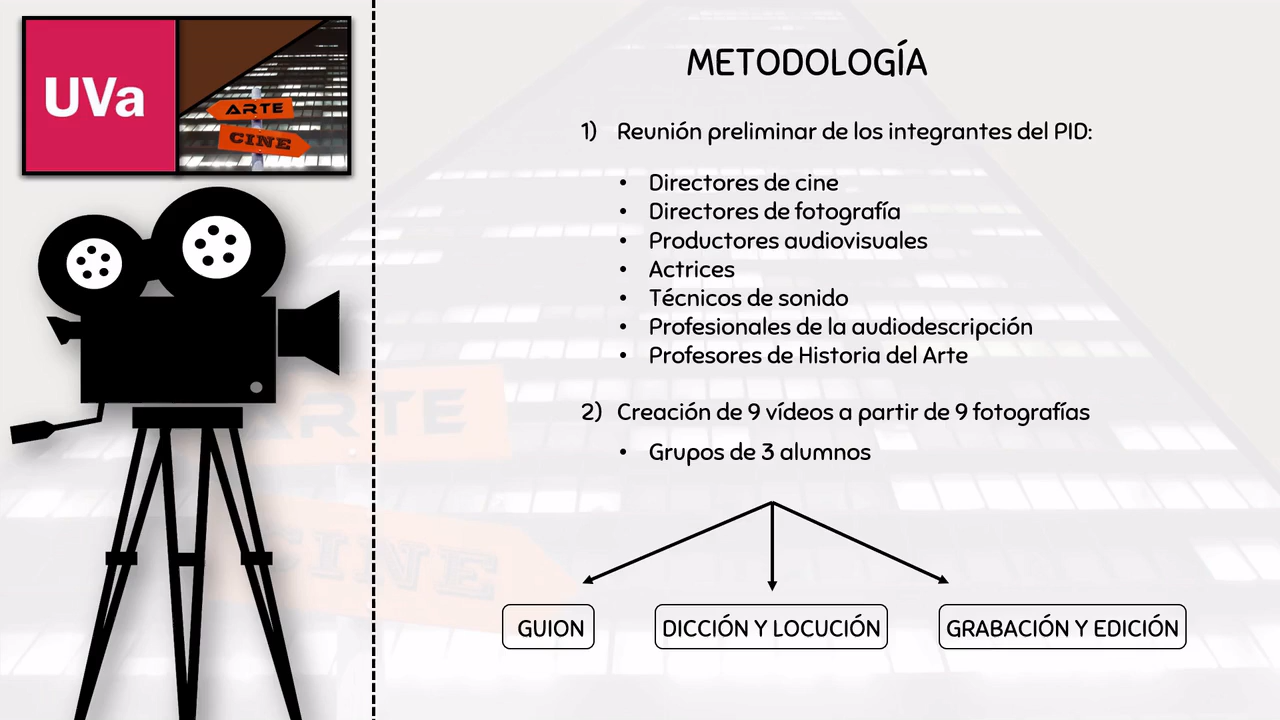 UVa
ARTE
CINE
METODOLOGÍA
1) Reunión preliminar de los integrantes del PID:
• Directores de cine
• Directores de fotografía
• Productores audiovisuales
• Actrices
• Técnicos de sonido
• Profesionales de la audiodescripción
• Profesores de Historia del Arte
ARTE
2) Creación de 9 vídeos a partir de 9 fotografías
• Grupos de 3 alumnos
CINE
GUION
DICCIÓN Y LOCUCIÓN
GRABACIÓN Y EDICIÓN